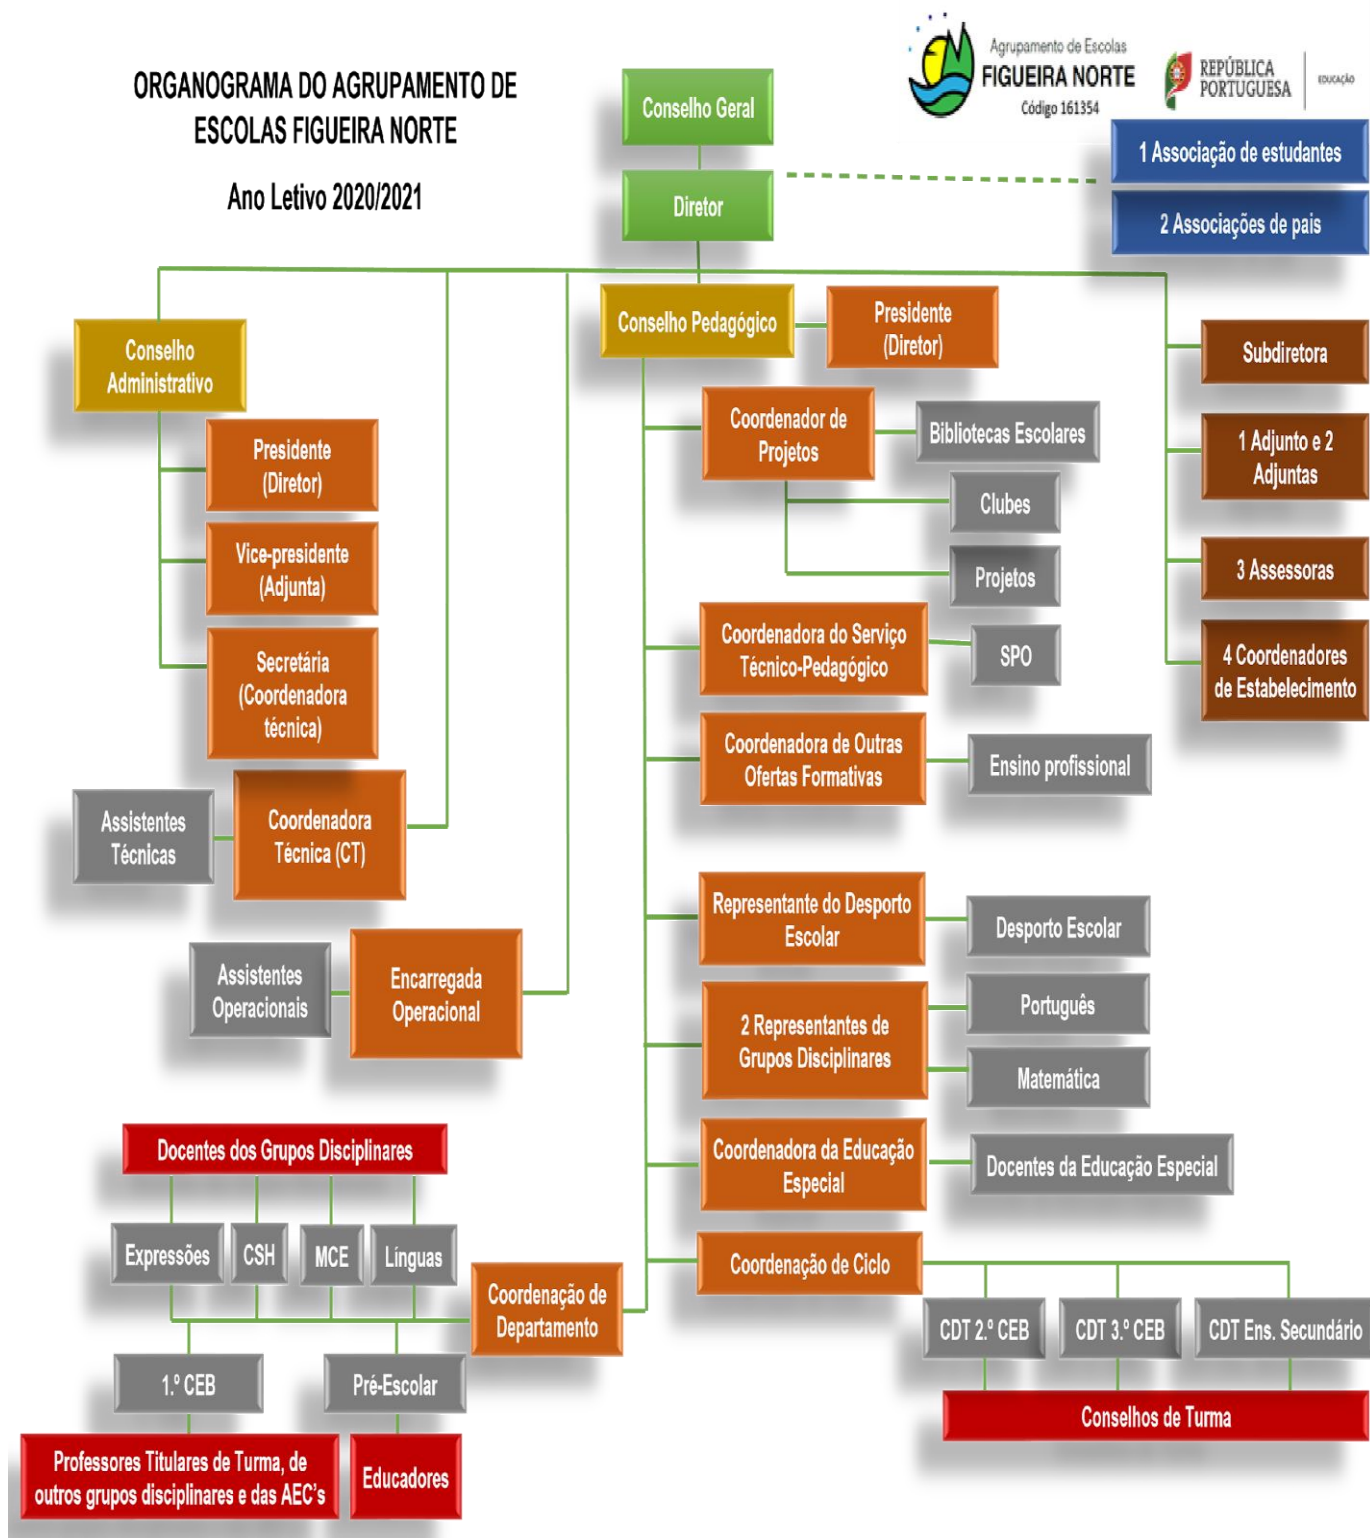 ORGANOGRAMA DO AGRUPAMENTO DE
ESCOLAS FIGUEIRA NORTE
Ano Letivo 2020/2021
Agrupamento de Escolas
FIGUEIRA NORTE
Código 161354
REPÚBLICA
PORTUGUESA
EDUCAÇÃO
Conselho Geral
Diretor
1 Associação de estudantes
2 Associações de pais
Conselho
Administrativo
Presidente
(Diretor)
Vice-presidente
(Adjunta)
Secretária
(Coordenadora
técnica)
Assistentes
Técnicas
Coordenadora
Técnica (CT)
Assistentes
Operacionais
Encarregada
Operacional
Conselho Pedagógico
Presidente
(Diretor)
Coordenador de
Projetos
Bibliotecas Escolares
Clubes
Projetos
Coordenadora do Serviço
Técnico-Pedagógico
SPO
Coordenadora de Outras
Ofertas Formativas
Ensino profissional
Representante do Desporto
Escolar
Desporto Escolar
2 Representantes de
Grupos Disciplinares
Português
Matemática
Coordenadora da Educação
Especial
Docentes da Educação Especial
Coordenação de Ciclo
CDT 2.º CEB
CDT 3.º CEB
CDT Ens. Secundário
Conselhos de Turma
Subdiretora
1 Adjunto e 2
Adjuntas
3 Assessoras
4 Coordenadores
de Estabelecimento
Docentes dos Grupos Disciplinares
Expressões
CSH
MCE
Línguas
Coordenação de
Departamento
1.º CEB
Pré-Escolar
Professores Titulares de Turma, de
outros grupos disciplinares e das AEC's
Educadores